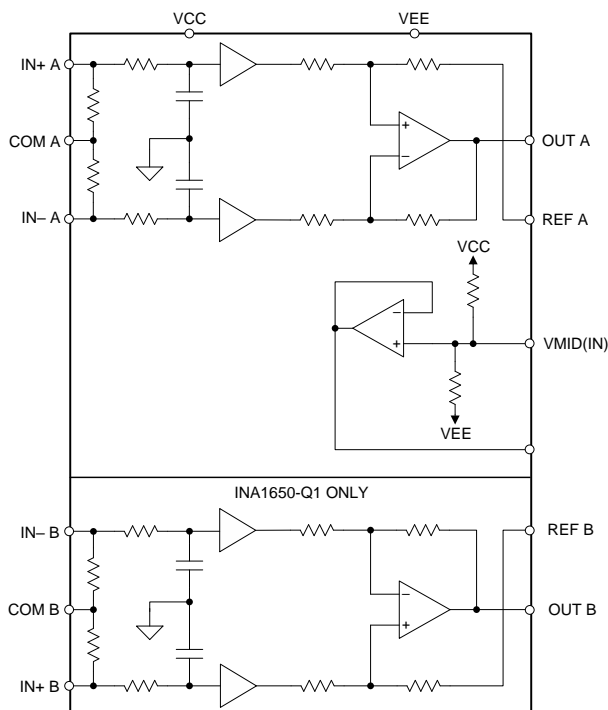 VCC VEE
IN+ A
COM A
+
−
OUT A
IN− A
REF A
VCC
−
+
VMID(IN)
VEE
INA1650-Q1 ONLY
IN− B
REF B
COM B
−
+
OUT B
IN+ B